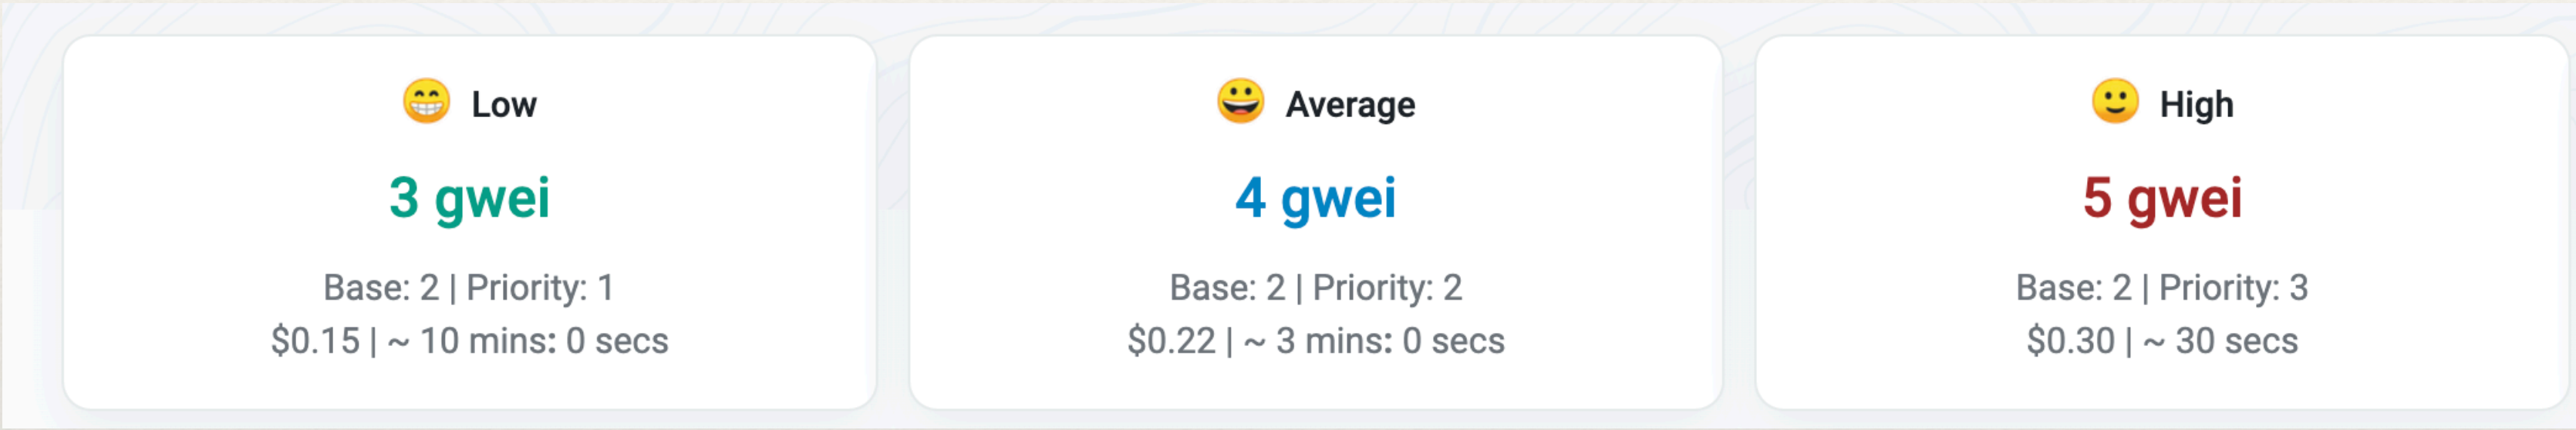 😁 Low
3 gwei
Base: 2 | Priority: 1
$0.15 | ~ 10 mins: 0 secs
😀 Average
4 gwei
Base: 2 | Priority: 2
$0.22 | ~ 3 mins: 0 secs
🙂 High
5 gwei
Base: 2 | Priority: 3
$0.30 | ~ 30 secs